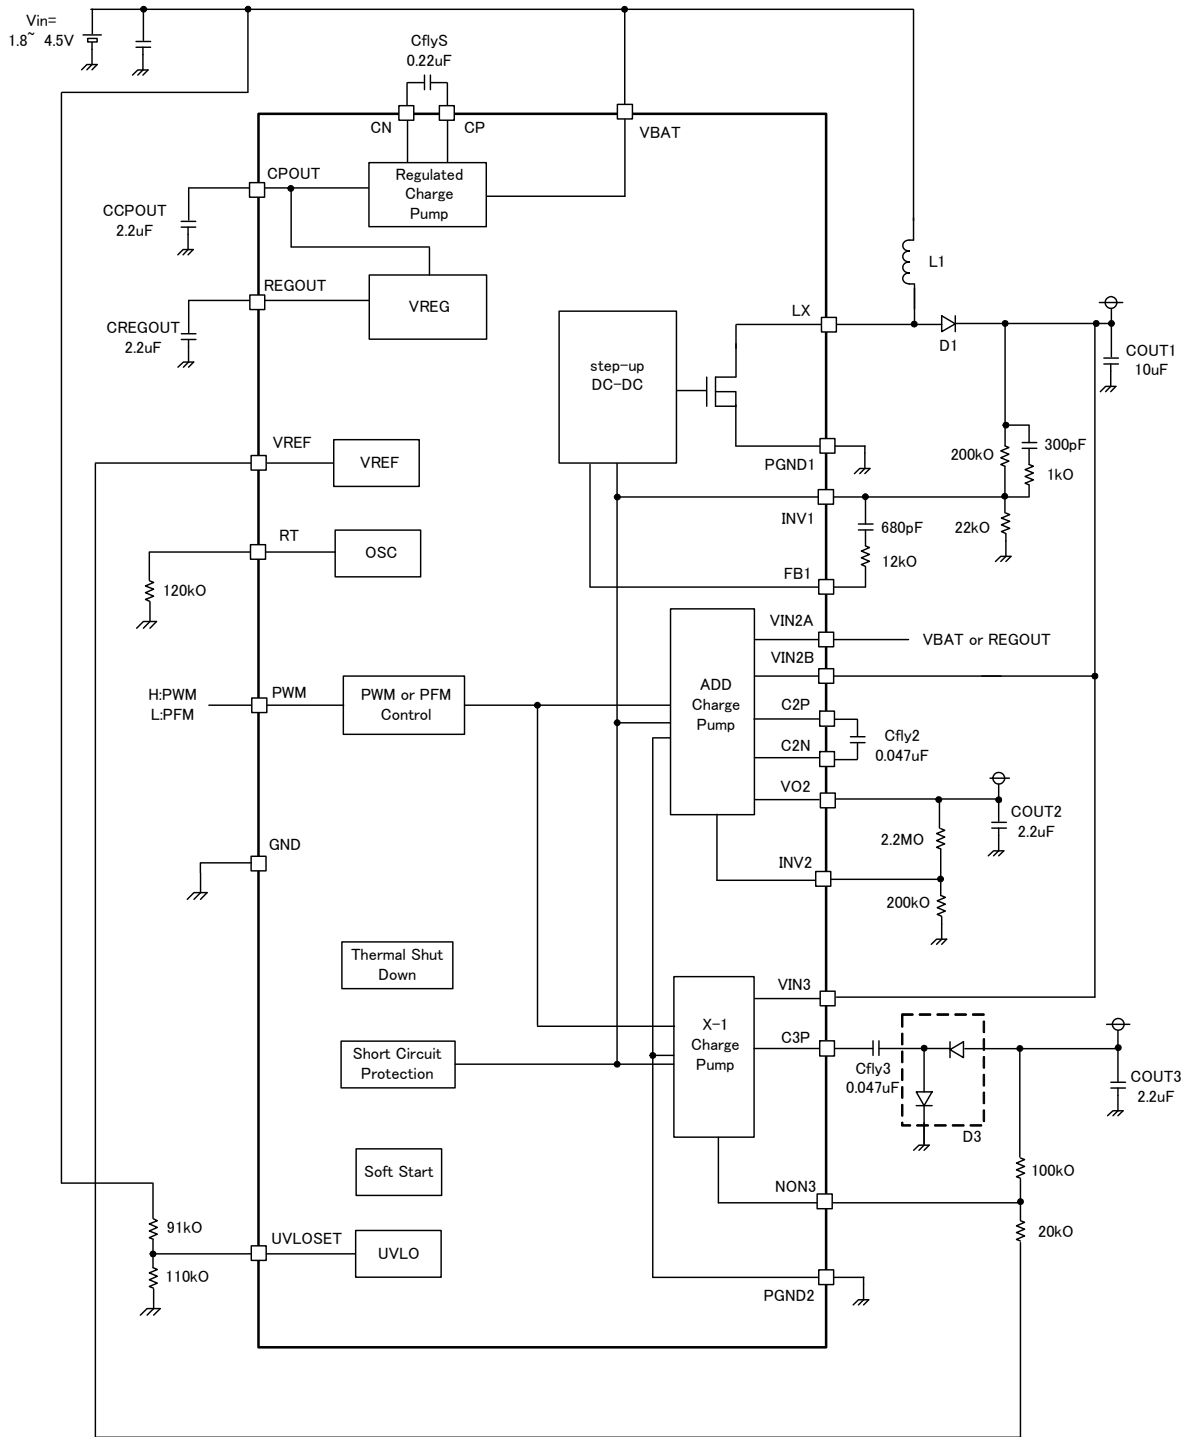 Vin=
1.8~ 4.5V
CflyS
0.22uF
CN
CP
VBAT
CPOUT
Regulated
Charge
Pump
CCPOUT
2.2uF
REGOUT
VREG
CREGOUT
2.2uF
L1
LX
D1
COUT1
10uF
step-up
DC-DC
VREF
VREF
PGND1
200kO
300pF
1kO
INV1
680pF
22kO
12kO
RT
OSC
FB1
120kO
VIN2A
VBAT or REGOUT
VIN2B
ADD
Charge
Pump
H:PWM
L:PFM
PWM
PWM or PFM
Control
C2P
C2N
Cfly2
0.047uF
VO2
COUT2
2.2uF
2.2MO
GND
INV2
200kO
Thermal Shut
Down
VIN3
X-1
Charge
Pump
C3P
Short Circuit
Protection
Cfly3
0.047uF
COUT3
2.2uF
D3
Soft Start
100kO
NON3
91kO
20kO
UVLOSET
UVLO
110kO
PGND2